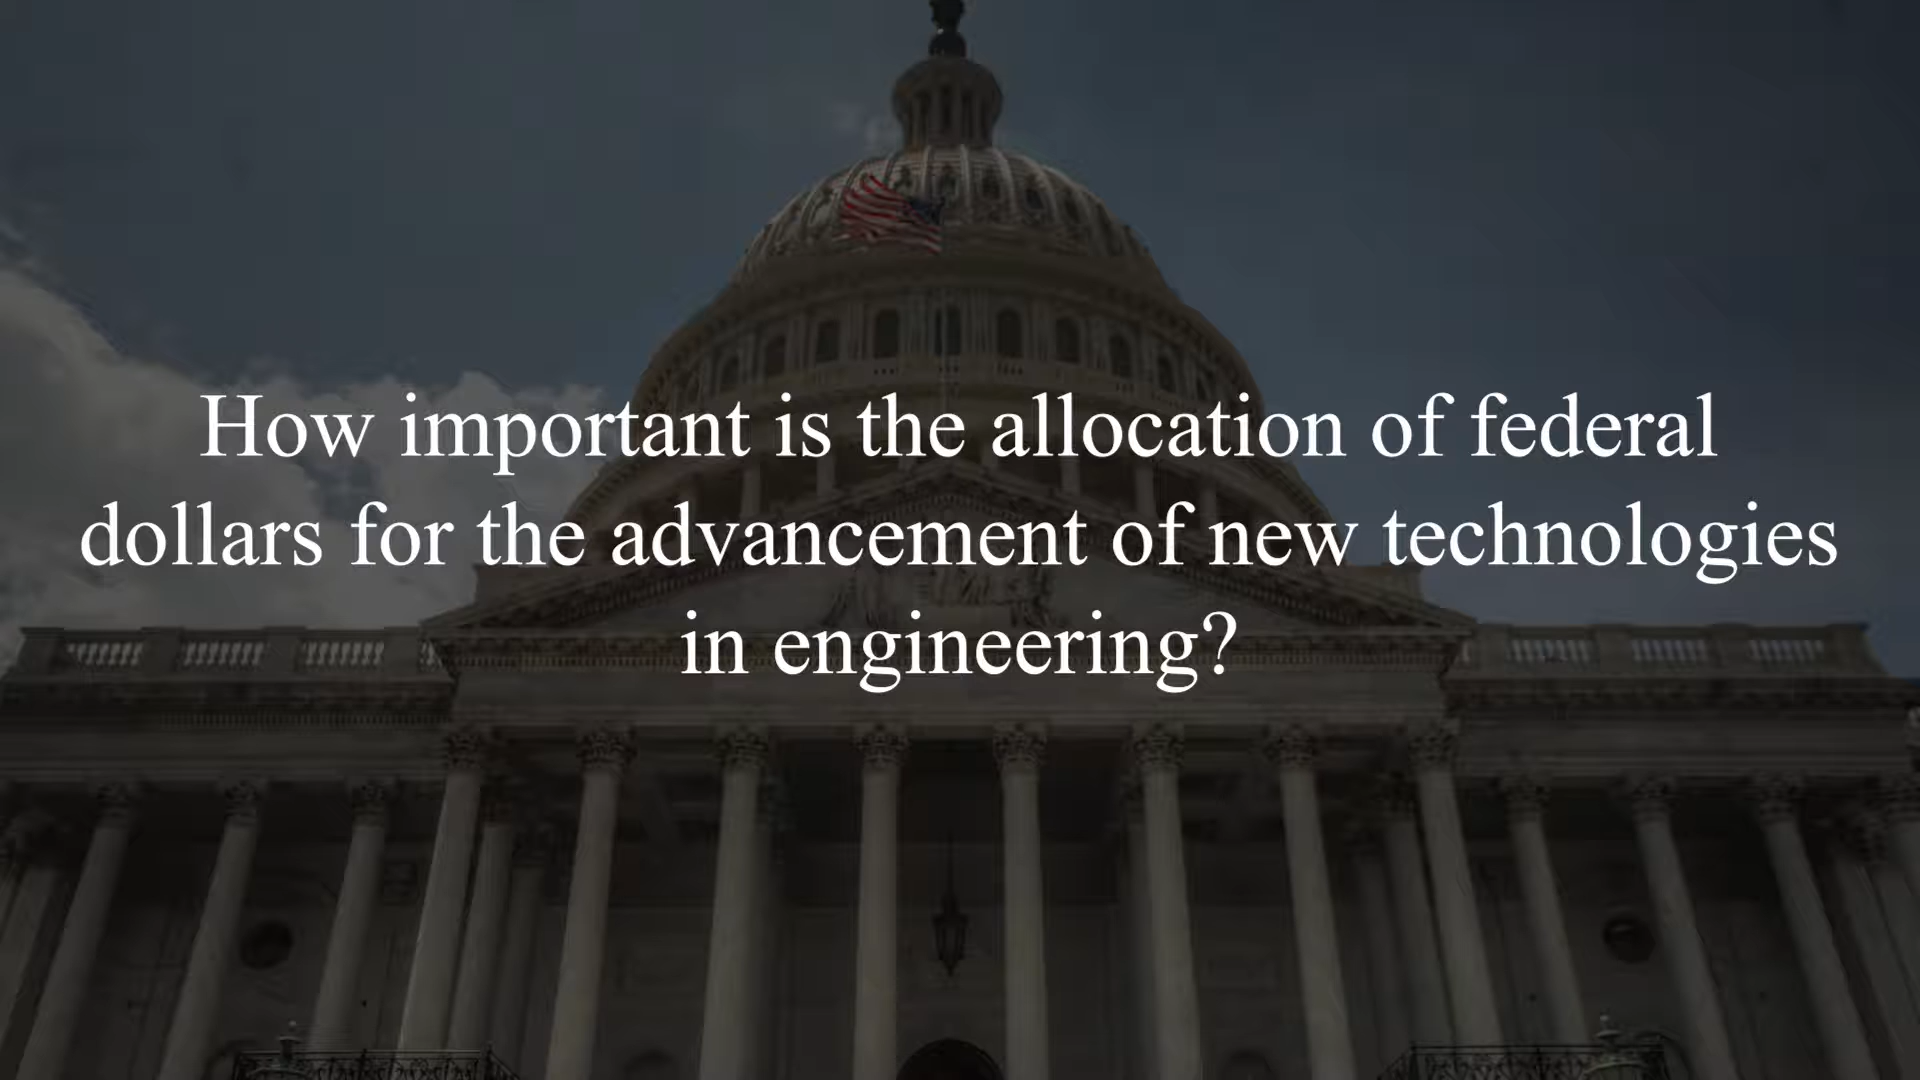 How important is the allocation of federal
dollars for the advancement of new technologies
in engineering?